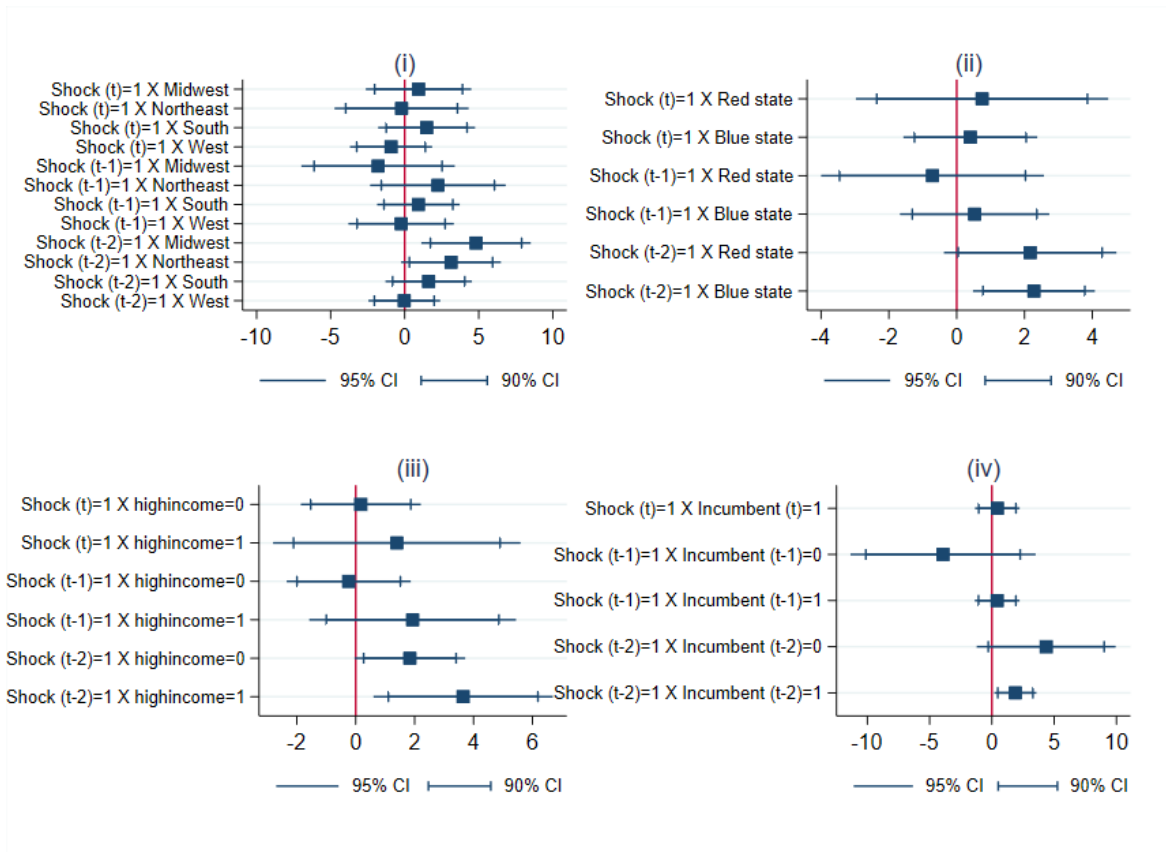 (i)
Shock (t)=1 X Midwest
Shock (t)=1 X Northeast
Shock (t)=1 X South
Shock (t)=1 X West
Shock (t-1)=1 X Midwest
Shock (t-1)=1 X Northeast
Shock (t-1)=1 X South
Shock (t-1)=1 X West
Shock (t-2)=1 X Midwest
Shock (t-2)=1 X Northeast
Shock (t-2)=1 X South
Shock (t-2)=1 X West
-10 -5 0 5 10
95% CI 90% CI
(ii)
Shock (t)=1 X Red state
Shock (t)=1 X Blue state
Shock (t-1)=1 X Red state
Shock (t-1)=1 X Blue state
Shock (t-2)=1 X Red state
Shock (t-2)=1 X Blue state
-4 -2 0 2 4
95% CI 90% CI
(iii)
Shock (t)=1 X highincome=0
Shock (t)=1 X highincome=1
Shock (t-1)=1 X highincome=0
Shock (t-1)=1 X highincome=1
Shock (t-2)=1 X highincome=0
Shock (t-2)=1 X highincome=1
-2 0 2 4 6
95% CI 90% CI
(iv)
Shock (t)=1 X Incumbent (t)=1
Shock (t-1)=1 X Incumbent (t-1)=0
Shock (t-1)=1 X Incumbent (t-1)=1
Shock (t-2)=1 X Incumbent (t-2)=0
Shock (t-2)=1 X Incumbent (t-2)=1
-10 -5 0 5 10
95% CI 90% CI